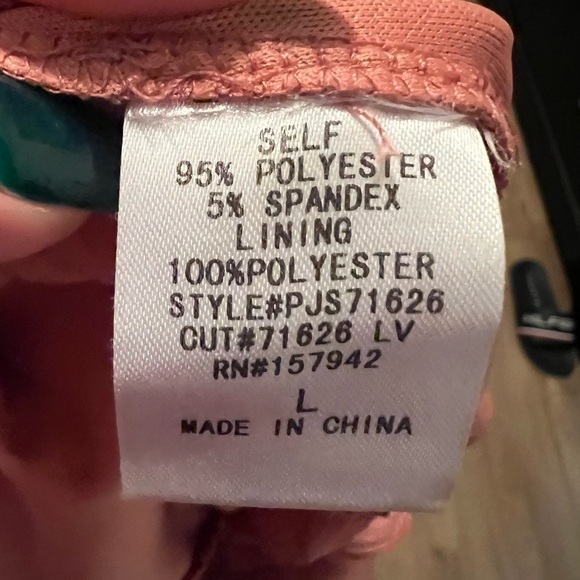 SELF
95% POLYESTER
5% SPANDEX
LINING
100%POLYESTER
STYLE#PJS71626
CUT#71626 LV
RN#157942
L
MADE IN CHINA